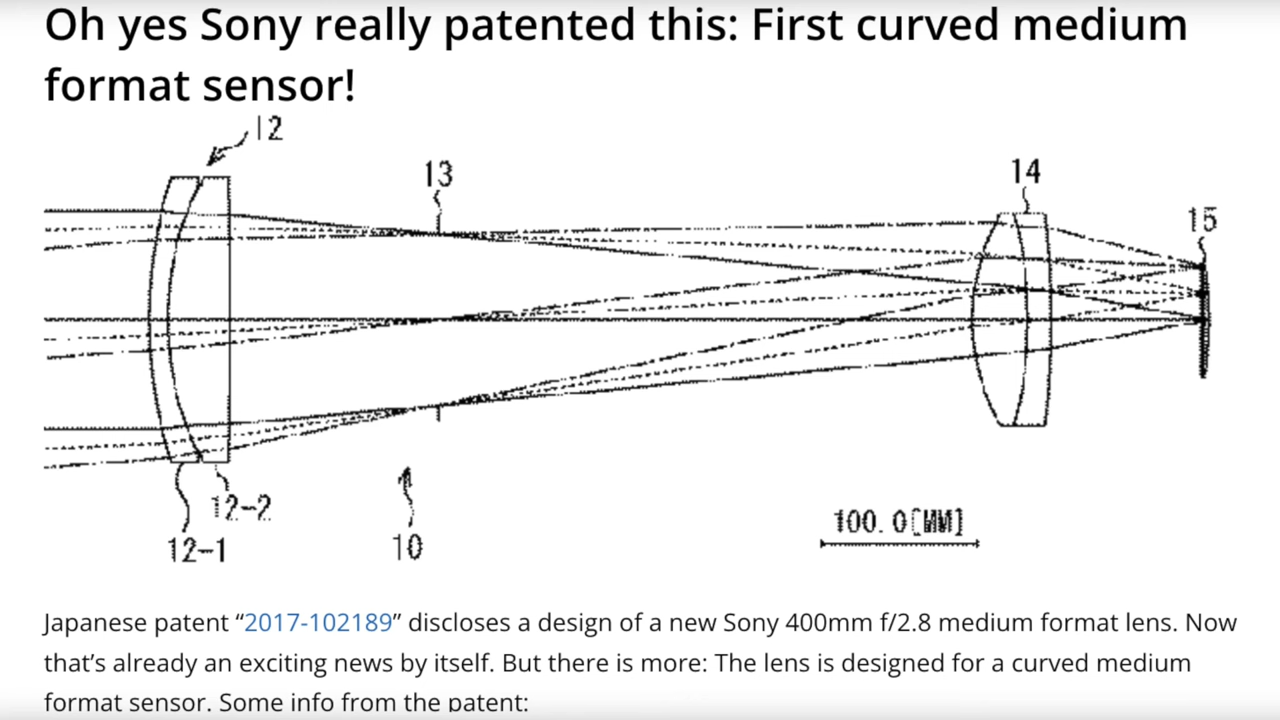 Oh yes Sony really patented this: First curved medium
format sensor!
12
13
14
15
12-2
12-1
10
100. 0[MM]
Japanese patent “2017-102189” discloses a design of a new Sony 400mm f/2.8 medium format lens. Now
that’s already an exciting news by itself. But there is more: The lens is designed for a curved medium
format sensor. Some info from the patent: